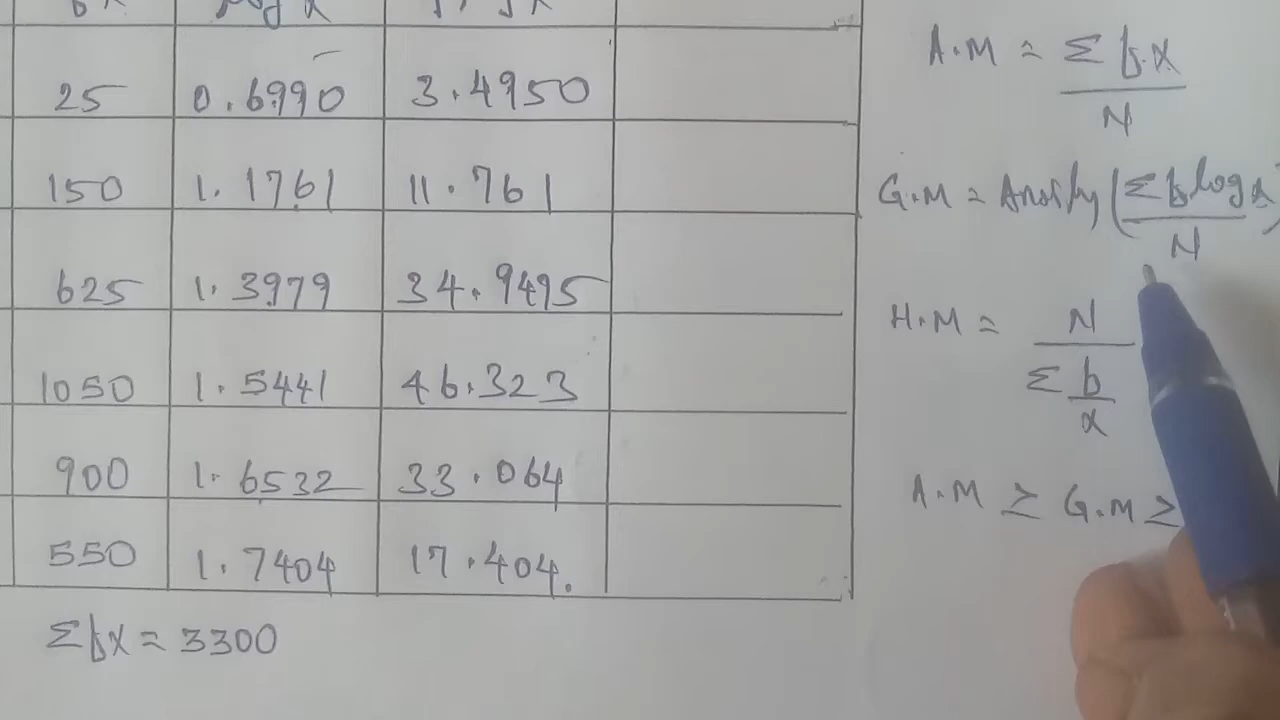 log x
25 0.6990 3.4950
150 1.1761 11.761
625 1.3979 34.9495
1050 1.5441 46.323
900 1.6532 33.064
550 1.7404 17.404.
Σfx = 3300
A.M = Σf.x / N
G.M = (Σf log x / N)
H.M = N / Σ f/x
A.M ≥ G.M ≥